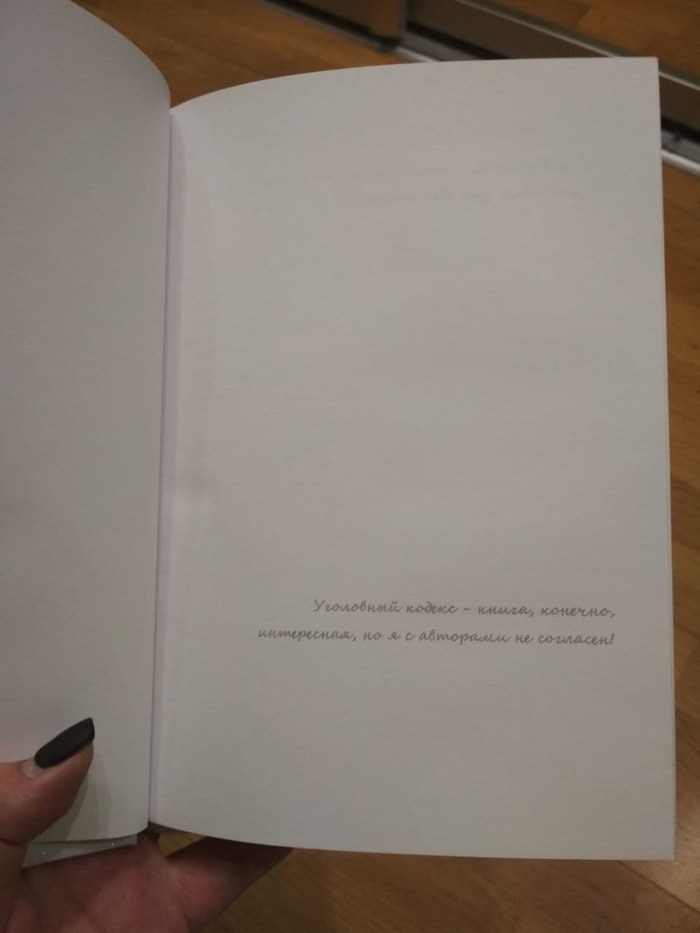 Уголовный кодекс – книга, конечно,
интересная, но я с авторами не согласен!